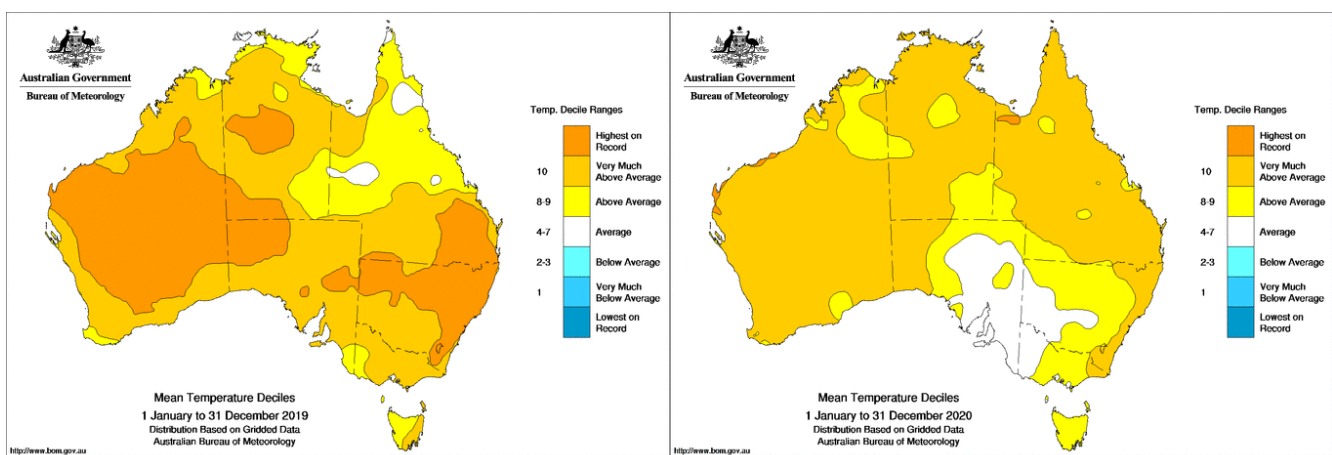 Australian Government
Bureau of Meteorology
Temp. Decile Ranges
Highest on
Record
10
Very Much
Above Average
8-9
Above Average
4-7
Average
2-3
Below Average
1
Very Much
Below Average
Lowest on
Record
Mean Temperature Deciles
1 January to 31 December 2019
Distribution Based on Gridded Data
Australian Bureau of Meteorology
http://www.bom.gov.au
Australian Government
Bureau of Meteorology
Temp. Decile Ranges
Highest on
Record
10
Very Much
Above Average
8-9
Above Average
4-7
Average
2-3
Below Average
1
Very Much
Below Average
Lowest on
Record
Mean Temperature Deciles
1 January to 31 December 2020
Distribution Based on Gridded Data
Australian Bureau of Meteorology
http://www.bom.gov.au